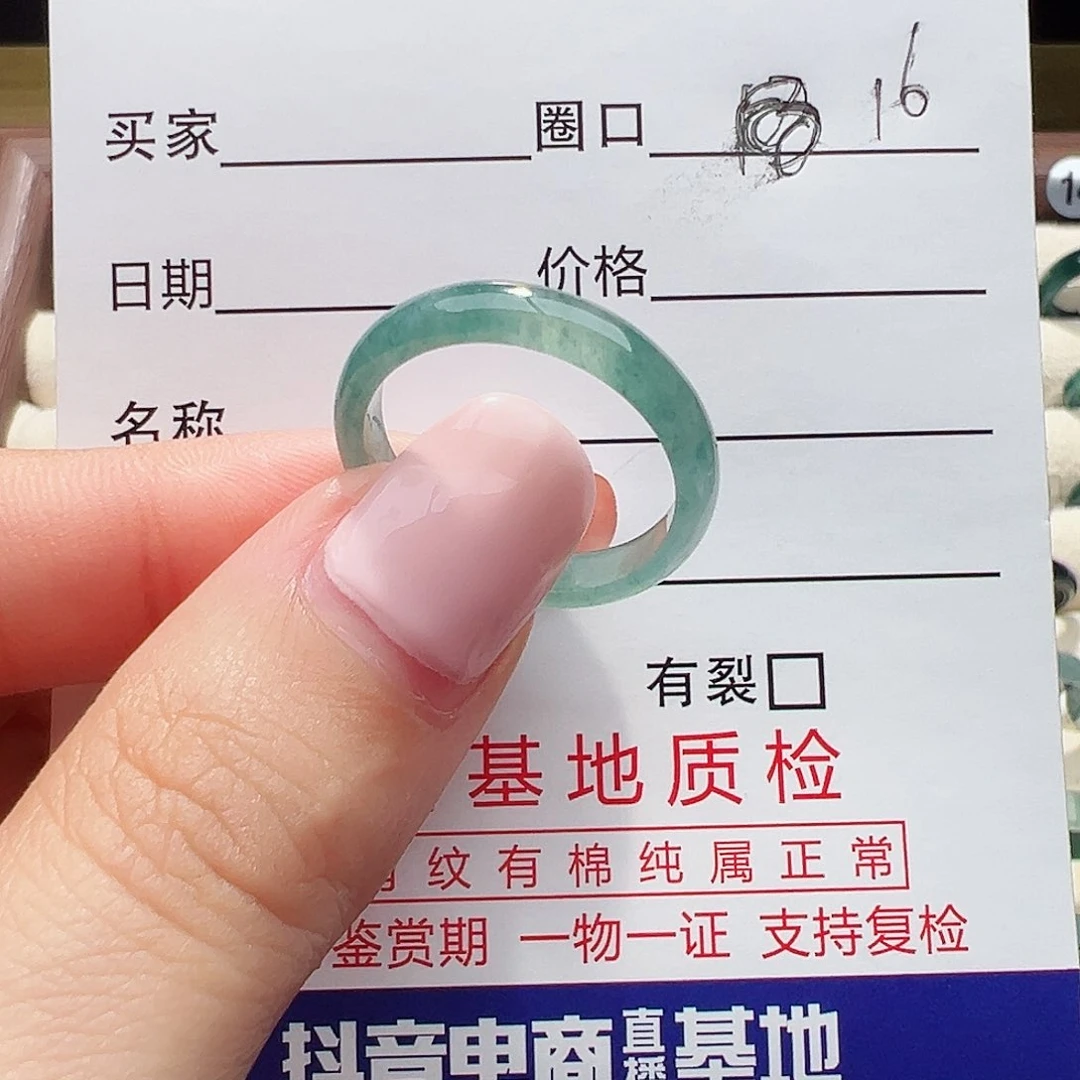 买家 圈口 16
日期 价格
名称
有裂
基地质检
纹有棉纯属正常
鉴赏期 一物一证 支持复检
抖音电商直播基地